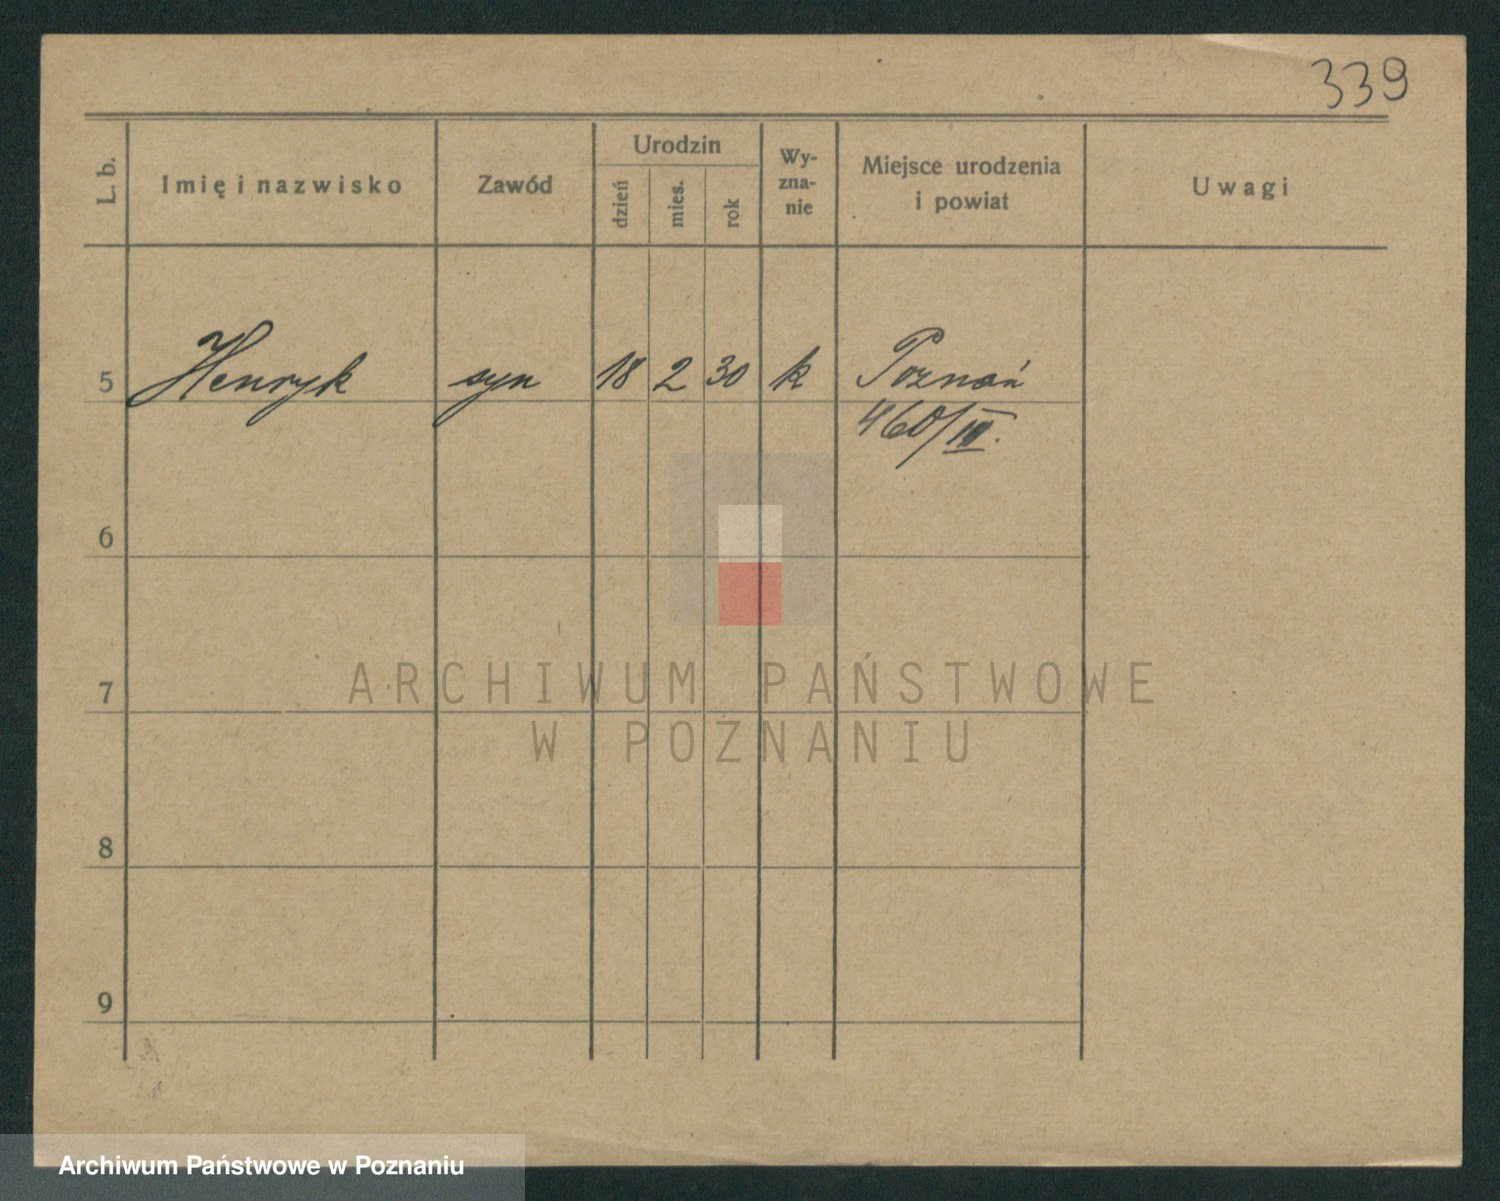 339
L. b.
Imię i nazwisko
Zawód
Urodzin
dzień
mies.
rok
Wy-
zna-
nie
Miejsce urodzenia
i powiat
Uwagi
5 Henryk syn 18 2 30 k Poznań
460/III.
6
7
8
9
ARCHIWUM PAŃSTWOWE
W POZNANIU
Archiwum Państwowe w Poznaniu